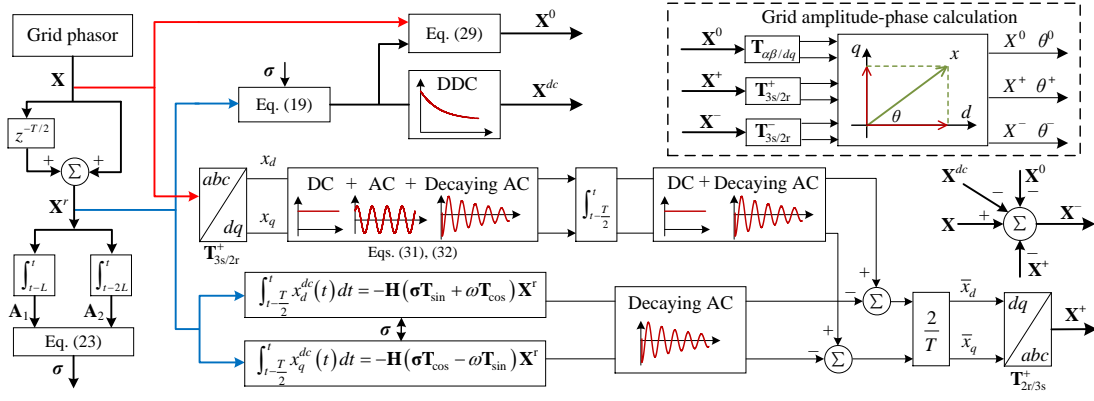 Grid phasor
X
z^{-T/2}
+ +
Σ
X^r
∫_{t-L}^{t}
∫_{t-2L}^{t}
A_1
A_2
Eq. (23)
σ
Eq. (29)
X^0
σ
Eq. (19)
DDC
X^{dc}
abc
dq
T^+_{3s/2r}
x_d
x_q
DC + AC + Decaying AC
Eqs. (31), (32)
∫_{t-T/2}^{t}
DC + Decaying AC
∫_{t-T/2}^{t} x_d^{dc}(t)dt = -H(σT_sin + ωT_cos)X^r
σ
∫_{t-T/2}^{t} x_q^{dc}(t)dt = -H(σT_cos - ωT_sin)X^r
Decaying AC
+
−
Σ
+
−
Σ
2/T
x̄_d
x̄_q
dq
abc
T^+_{2r/3s}
X^+
Grid amplitude-phase calculation
X^0
T_{αβ/dq}
X^+
T^+_{3s/2r}
X^-
T^-_{3s/2r}
q
x
θ
d
X^0 θ^0
X^+ θ^+
X^- θ^-
X^{dc}
−
X^0
−
X
+
Σ
X^-
−
X^+